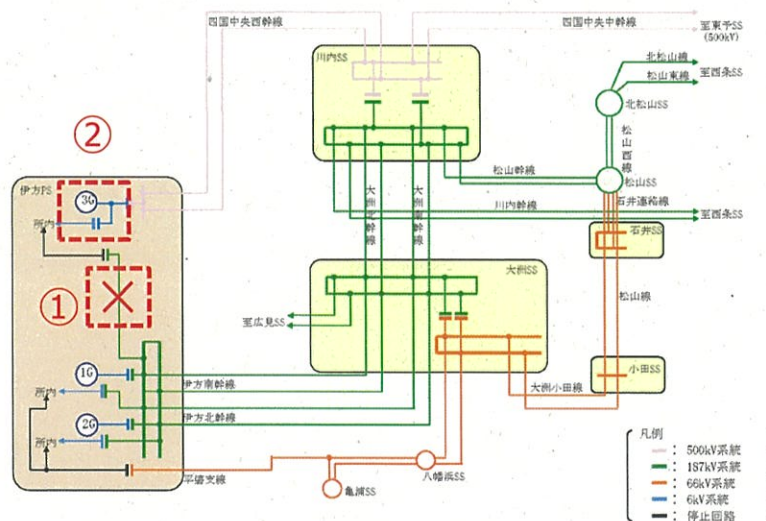 四国中央西幹線
四国中央中幹線
至東予SS
(500kV)
川内SS
北松山線
松山東線
至西条SS
北松山SS
松山西線
②
伊方PS
3G
所内
松山幹線
松山SS
大洲北幹線
大洲南幹線
川内幹線
石井連絡線
至西条SS
石井SS
①
大洲SS
松山線
至広見SS
1G
伊方南幹線
所内
小田SS
大洲小田線
2G
伊方北幹線
所内
平碆支線
八幡浜SS
亀浦SS
凡例
：500kV系統
：187kV系統
：66kV系統
：6kV系統
：停止回路